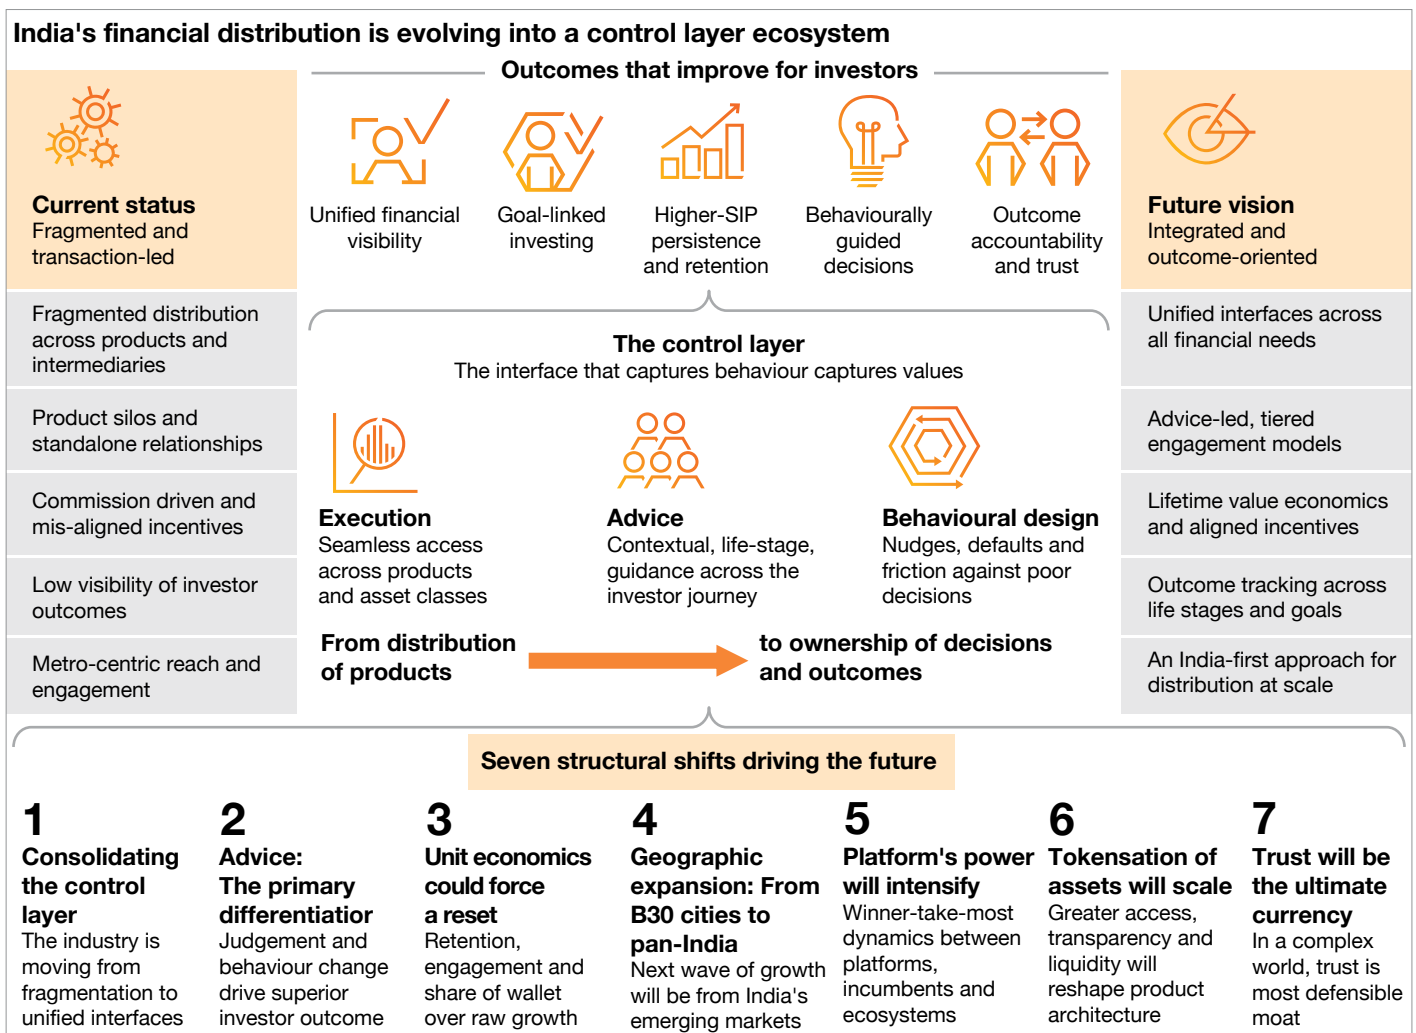 India's financial distribution is evolving into a control layer ecosystem
Current status
Fragmented and
transaction-led
Fragmented distribution
across products and
intermediaries
Product silos and
standalone relationships
Commission driven and
mis-aligned incentives
Low visibility of investor
outcomes
Metro-centric reach and
engagement
Outcomes that improve for investors
Unified financial
visibility
Goal-linked
investing
Higher-SIP
persistence
and retention
Behaviourally
guided
decisions
Outcome
accountability
and trust
The control layer
The interface that captures behaviour captures values
Execution
Seamless access
across products
and asset classes
Advice
Contextual, life-stage,
guidance across the
investor journey
Behavioural design
Nudges, defaults and
friction against poor
decisions
From distribution
of products
to ownership of decisions
and outcomes
Future vision
Integrated and
outcome-oriented
Unified interfaces across
all financial needs
Advice-led, tiered
engagement models
Lifetime value economics
and aligned incentives
Outcome tracking across
life stages and goals
An India-first approach for
distribution at scale
Seven structural shifts driving the future
1
Consolidating
the control
layer
The industry is
moving from
fragmentation to
unified interfaces
2
Advice:
The primary
differentiatior
Judgement and
behaviour change
drive superior
investor outcome
3
Unit economics
could force
a reset
Retention,
engagement and
share of wallet
over raw growth
4
Geographic
expansion: From
B30 cities to
pan-India
Next wave of growth
will be from India's
emerging markets
5
Platform's power
will intensify
Winner-take-most
dynamics between
platforms,
incumbents and
ecosystems
6
Tokensation of
assets will scale
Greater access,
transparency and
liquidity will
reshape product
architecture
7
Trust will be
the ultimate
currency
In a complex
world, trust is
most defensible
moat